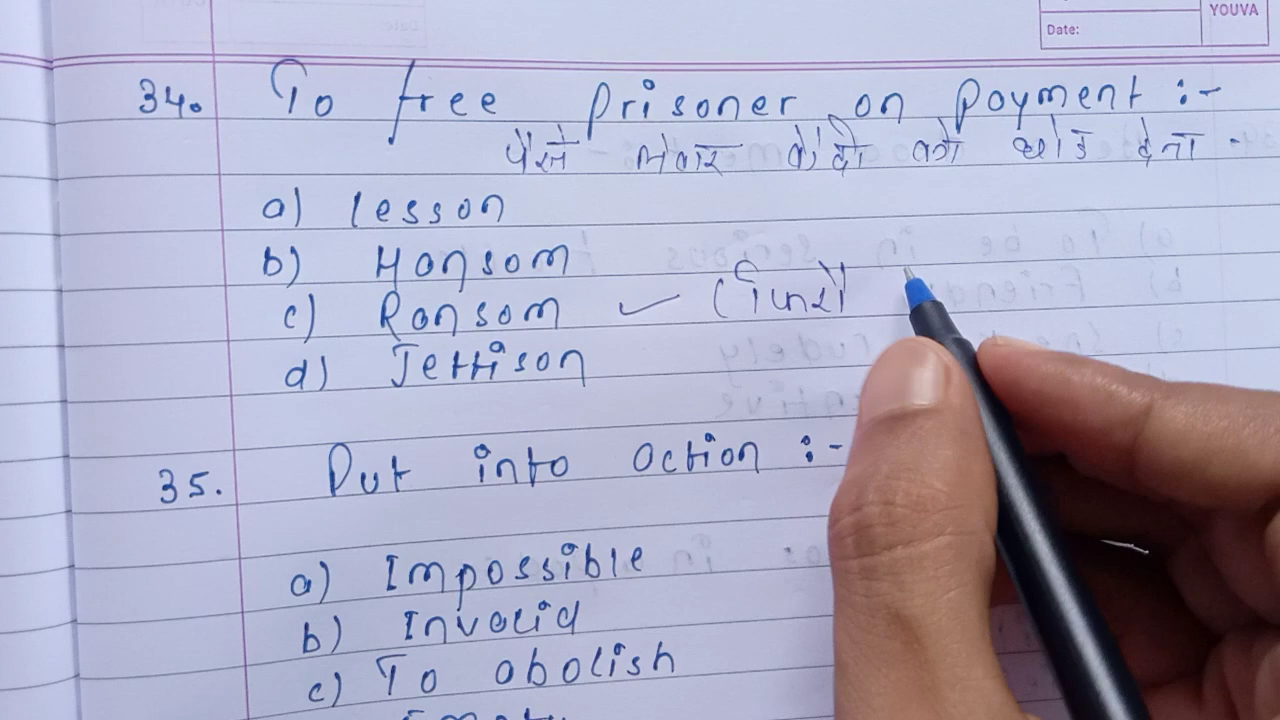 YOUVA
Date:
34. To free prisoner on payment :-
पैसे लेकर कैदी को छोड़ देना -
a) lesson
b) Hansom
c) Ransom ✓ (फिरौ
d) Jettison
35. Put into action :-
a) Impossible
b) Invalid
c) To abolish